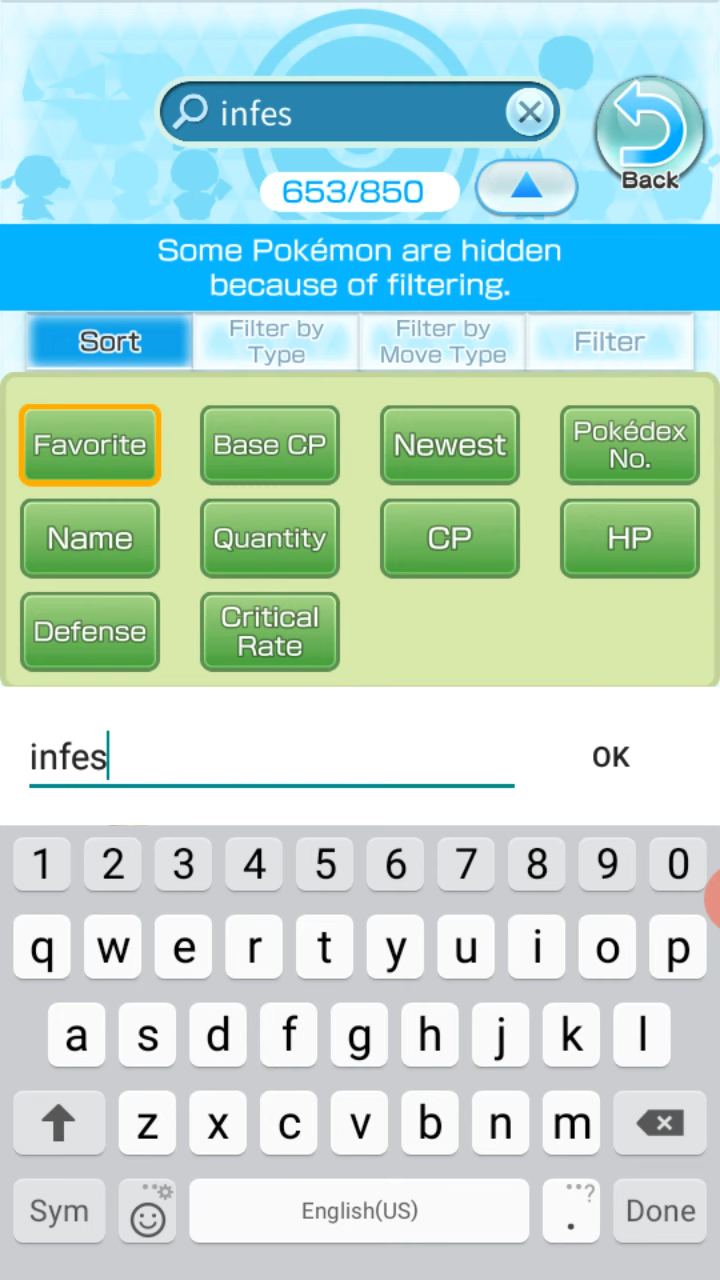 infes
Back
653/850
Some Pokémon are hidden
because of filtering.
Sort
Filter by
Type
Filter by
Move Type
Filter
Favorite
Base CP
Newest
Pokédex
No.
Name
Quantity
CP
HP
Defense
Critical
Rate
infes
OK
1 2 3 4 5 6 7 8 9 0
q w e r t y u i o p
a s d f g h j k l
z x c v b n m
Sym
English(US)
. ?
Done